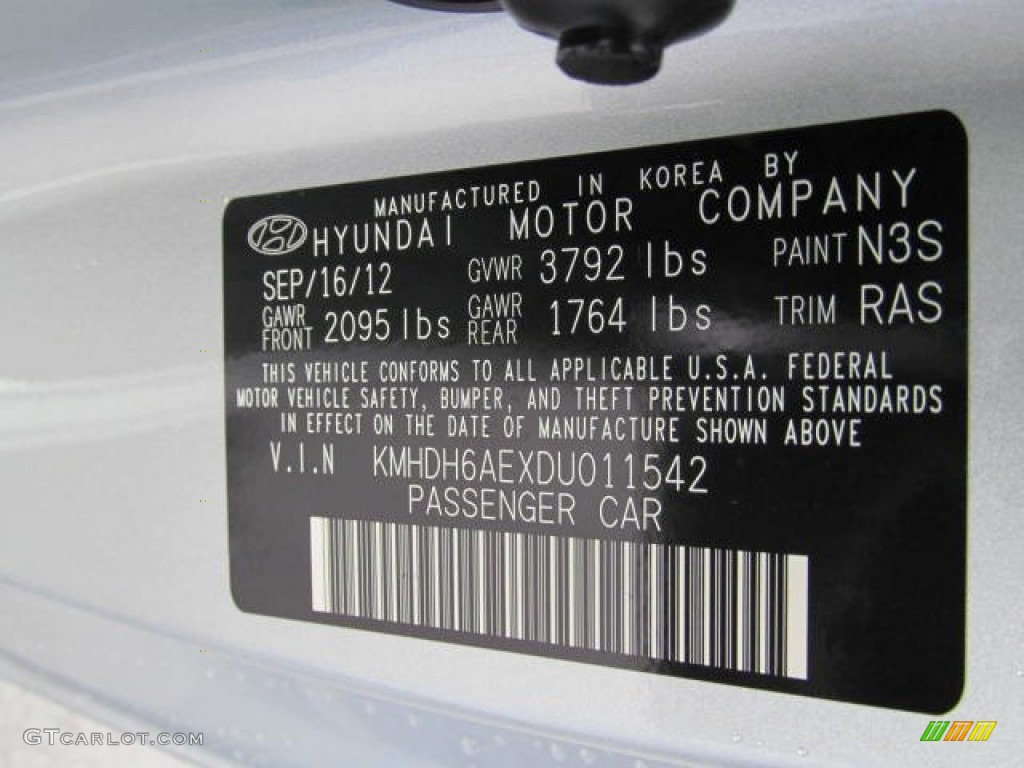 MANUFACTURED IN KOREA BY
HYUNDAI MOTOR COMPANY
SEP/16/12 GVWR 3792 lbs PAINT N3S
GAWR FRONT 2095 lbs GAWR REAR 1764 lbs TRIM RAS
THIS VEHICLE CONFORMS TO ALL APPLICABLE U.S.A. FEDERAL
MOTOR VEHICLE SAFETY, BUMPER, AND THEFT PREVENTION STANDARDS
IN EFFECT ON THE DATE OF MANUFACTURE SHOWN ABOVE
V.I.N KMHDH6AEXDU011542
PASSENGER CAR
GTCARLOT.COM